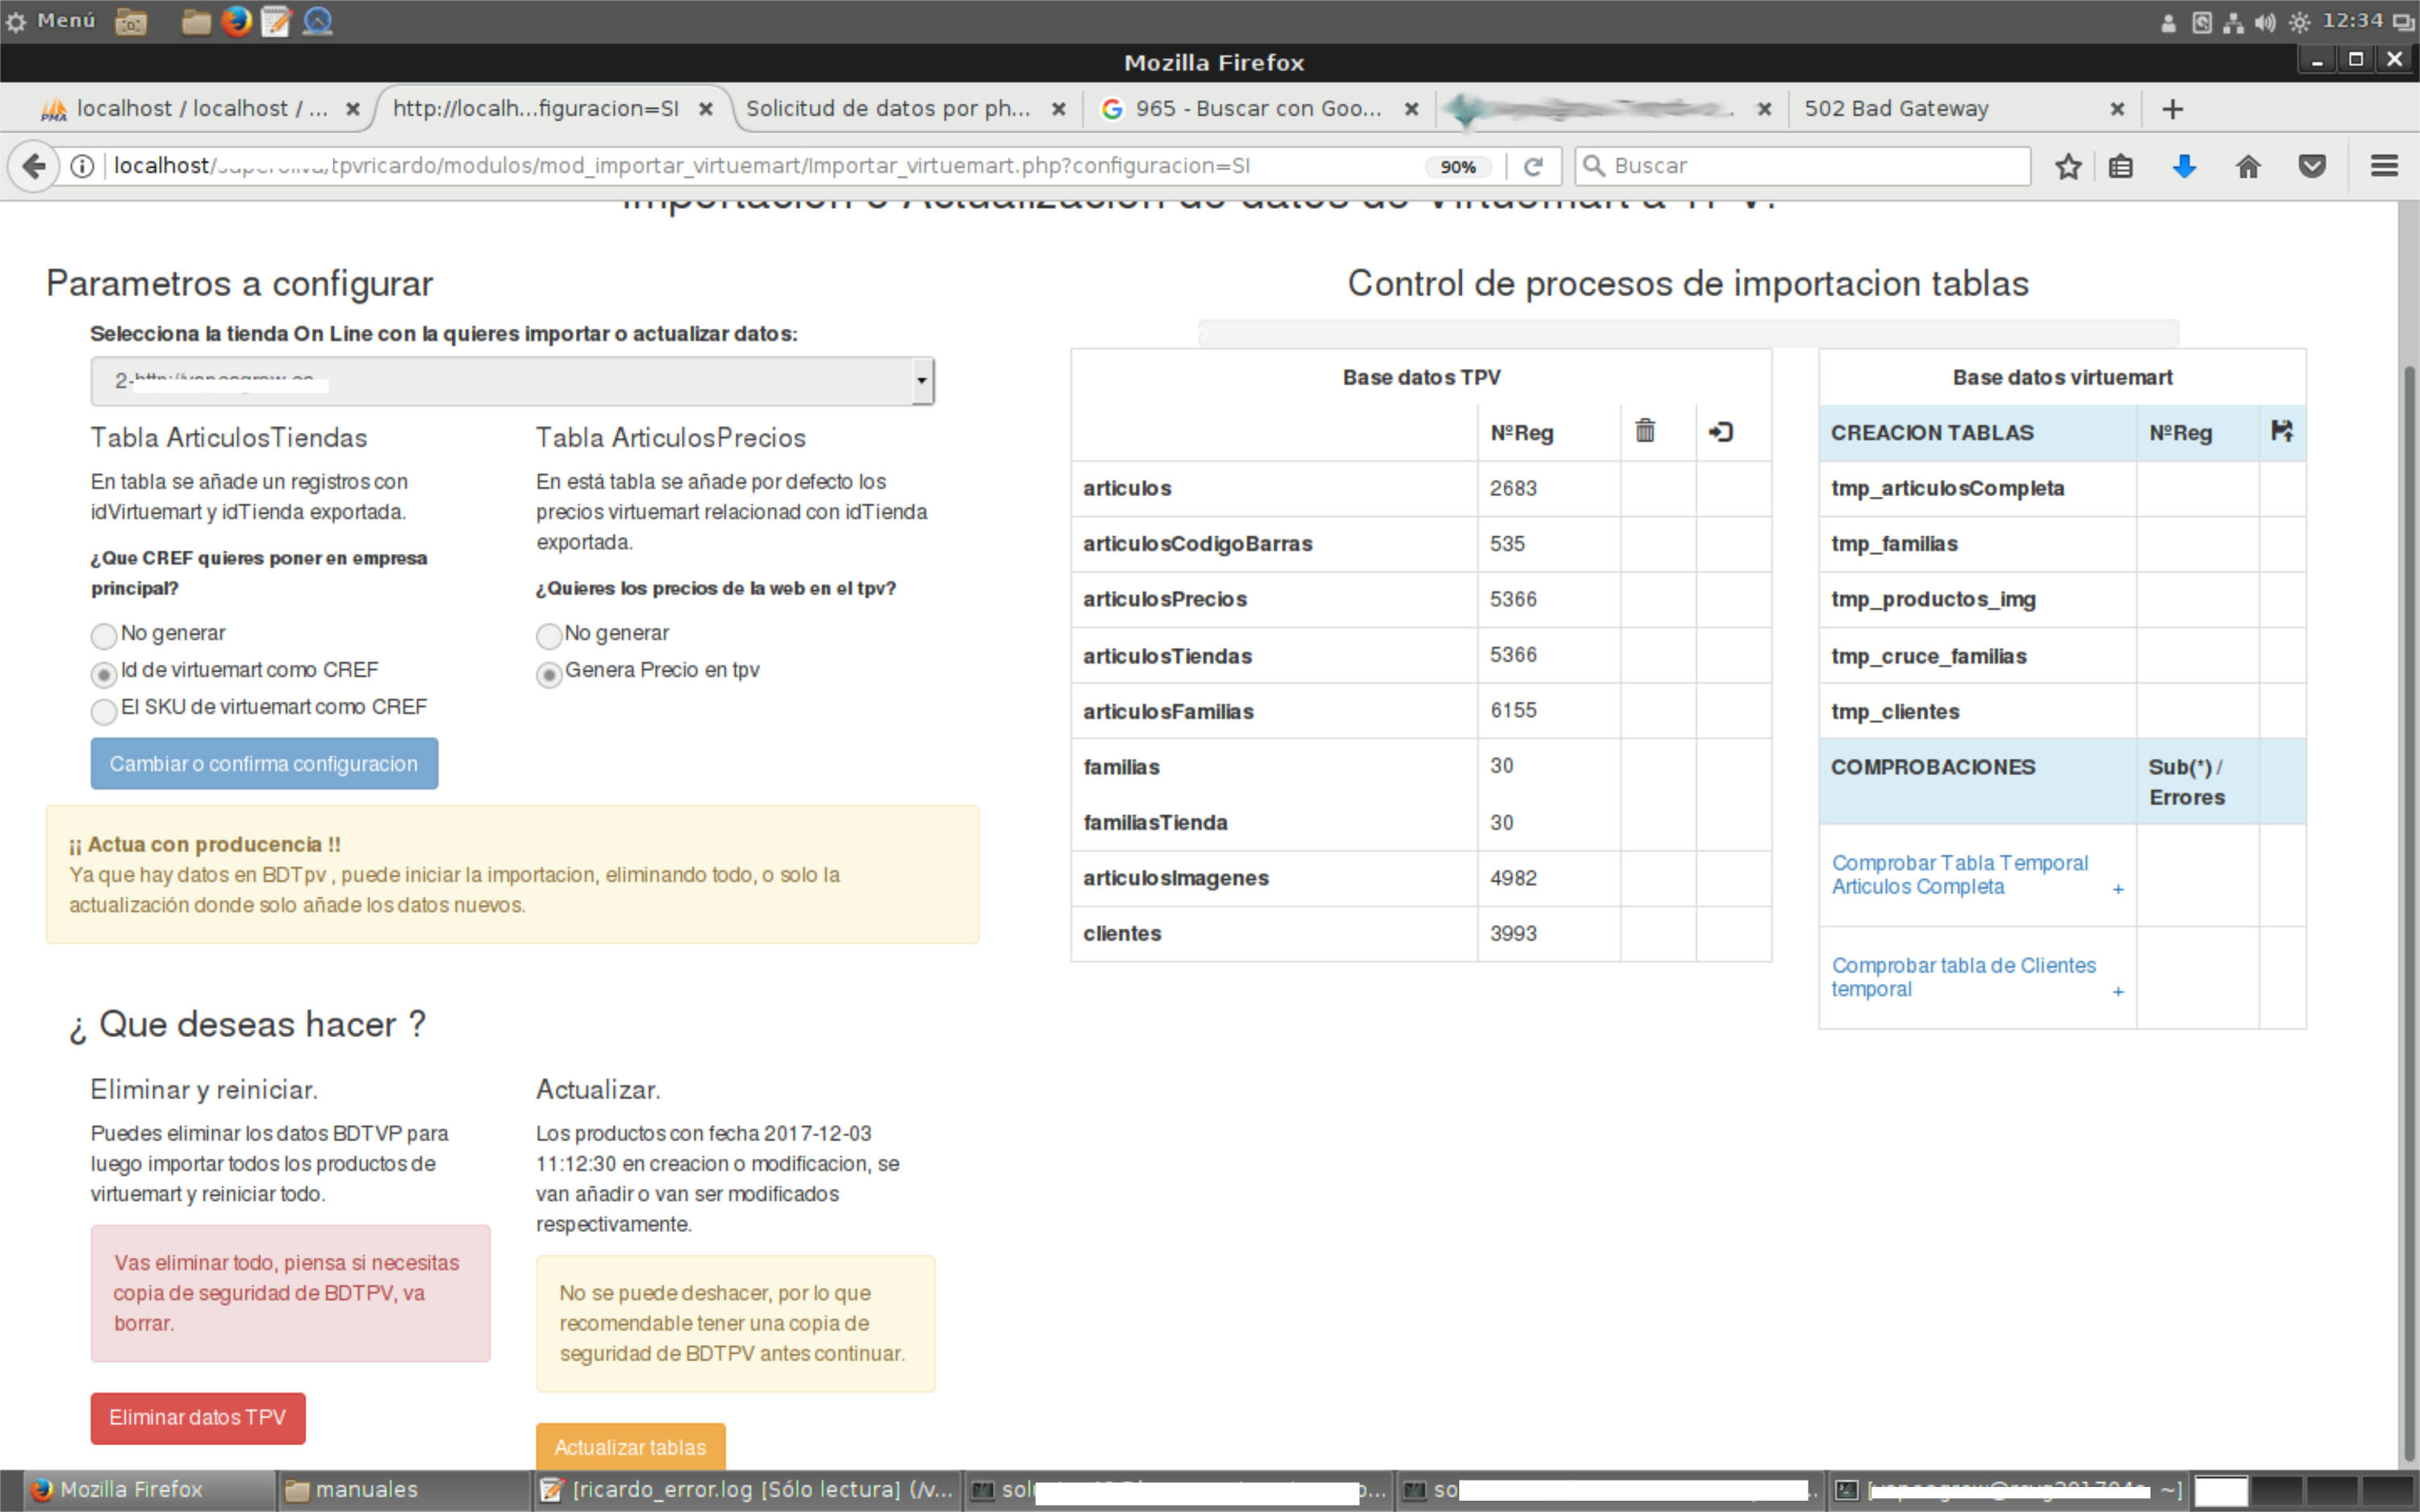 Menú
12:34
Mozilla Firefox
localhost / localhost / ...
http://localh...figuracion=SI
Solicitud de datos por ph...
965 - Buscar con Goo...
502 Bad Gateway
localhost/ tpvricardo/modulos/mod_importar_virtuemart/Importar_virtuemart.php?configuracion=SI
90%
Buscar
Importación o Actualización de datos de Virtuemart a TPV.
Parametros a configurar
Selecciona la tienda On Line con la quieres importar o actualizar datos:
2-
Tabla ArticulosTiendas
En tabla se añade un registros con
idVirtuemart y idTienda exportada.
¿Que CREF quieres poner en empresa
principal?
No generar
Id de virtuemart como CREF
El SKU de virtuemart como CREF
Cambiar o confirma configuracion
Tabla ArticulosPrecios
En está tabla se añade por defecto los
precios virtuemart relacionad con idTienda
exportada.
¿Quieres los precios de la web en el tpv?
No generar
Genera Precio en tpv
¡¡ Actua con producencia !!
Ya que hay datos en BDTpv , puede iniciar la importacion, eliminando todo, o solo la
actualización donde solo añade los datos nuevos.
¿ Que deseas hacer ?
Eliminar y reiniciar.
Puedes eliminar los datos BDTVP para
luego importar todos los productos de
virtuemart y reiniciar todo.
Vas eliminar todo, piensa si necesitas
copia de seguridad de BDTPV, va
borrar.
Eliminar datos TPV
Actualizar.
Los productos con fecha 2017-12-03
11:12:30 en creacion o modificacion, se
van añadir o van ser modificados
respectivamente.
No se puede deshacer, por lo que
recomendable tener una copia de
seguridad de BDTPV antes continuar.
Actualizar tablas
Control de procesos de importacion tablas
Base datos TPV
NºReg
articulos 2683
articulosCodigoBarras 535
articulosPrecios 5366
articulosTiendas 5366
articulosFamilias 6155
familias 30
familiasTienda 30
articulosImagenes 4982
clientes 3993
Base datos virtuemart
CREACION TABLAS NºReg
tmp_articulosCompleta
tmp_familias
tmp_productos_img
tmp_cruce_familias
tmp_clientes
COMPROBACIONES Sub(*) /
Errores
Comprobar Tabla Temporal
Articulos Completa +
Comprobar tabla de Clientes
temporal +
Mozilla Firefox
manuales
[ricardo_error.log [Sólo lectura] (/v...
~]